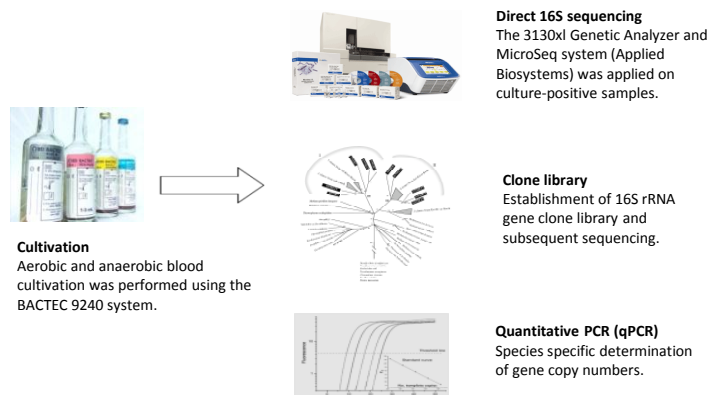 Direct 16S sequencing
The 3130xl Genetic Analyzer and
MicroSeq system (Applied
Biosystems) was applied on
culture-positive samples.
Clone library
Establishment of 16S rRNA
gene clone library and
subsequent sequencing.
Cultivation
Aerobic and anaerobic blood
cultivation was performed using the
BACTEC 9240 system.
Quantitative PCR (qPCR)
Species specific determination
of gene copy numbers.